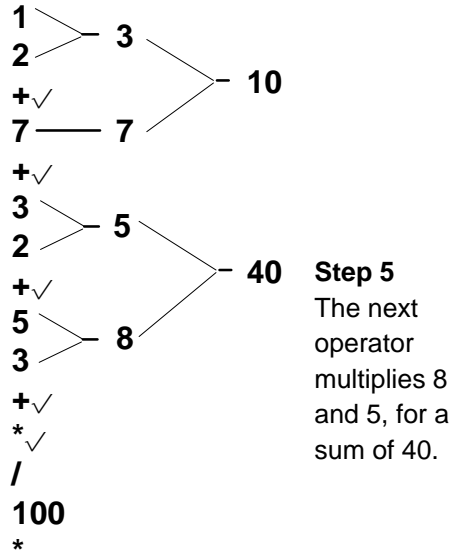 1
2 - 3
+√ - 10
7 7
+√
3
2 - 5
+√ - 40
5
3 - 8
+√
*√
/
100
*
Step 5
The next
operator
multiplies 8
and 5, for a
sum of 40.